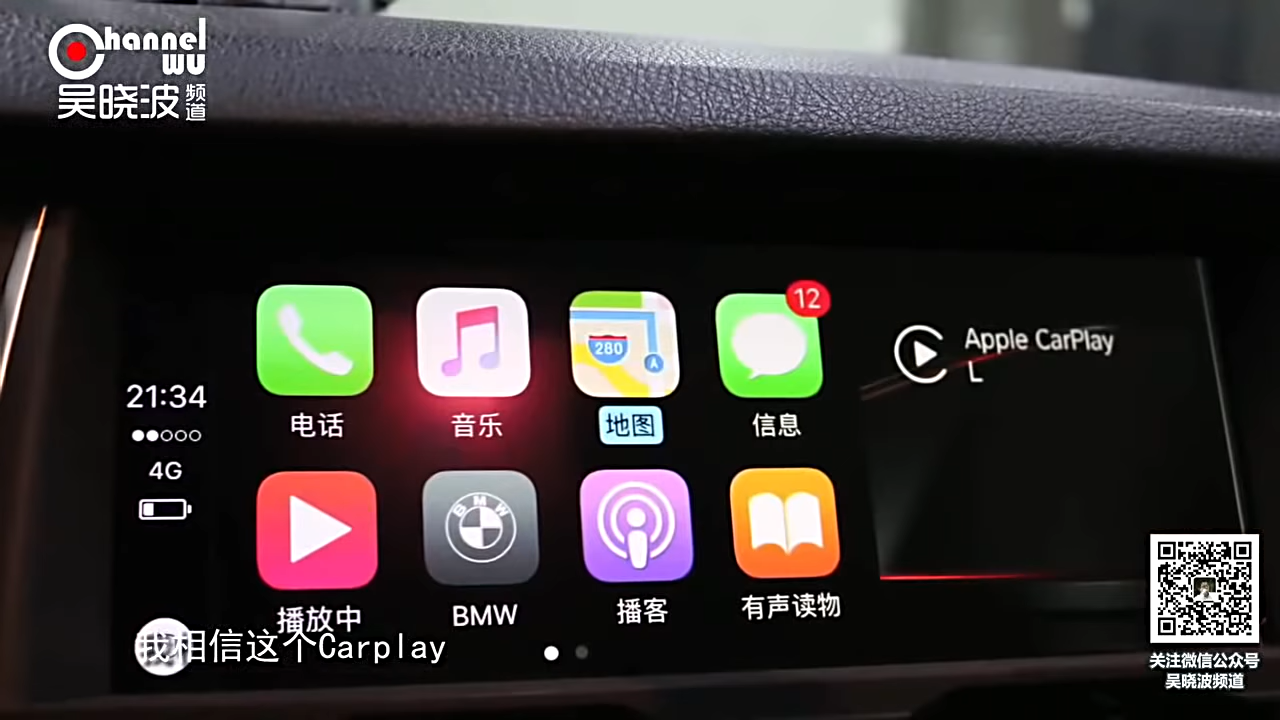 Channel
wu
吴晓波频道
21:34
4G
电话
音乐
280
A
地图
12
信息
Apple CarPlay
L
播放中
BMW
BMW
播客
有声读物
我相信这个Carplay
关注微信公众号
吴晓波频道